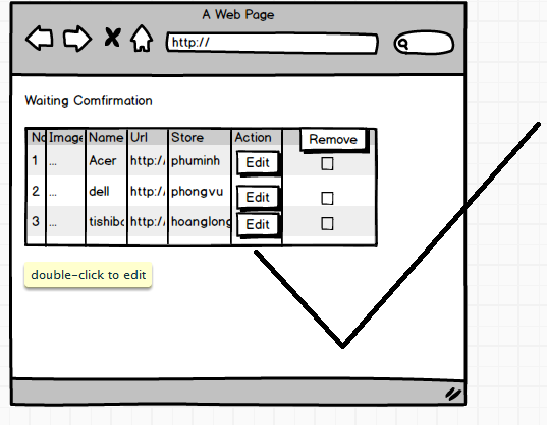 A Web Page
http://
Waiting Comfirmation
No Image Name Url Store Action Remove
1 ... Acer http:/ phuminh Edit
2 ... dell http:/ phongvu Edit
3 ... tishibo http:/ hoanglong Edit
double-click to edit